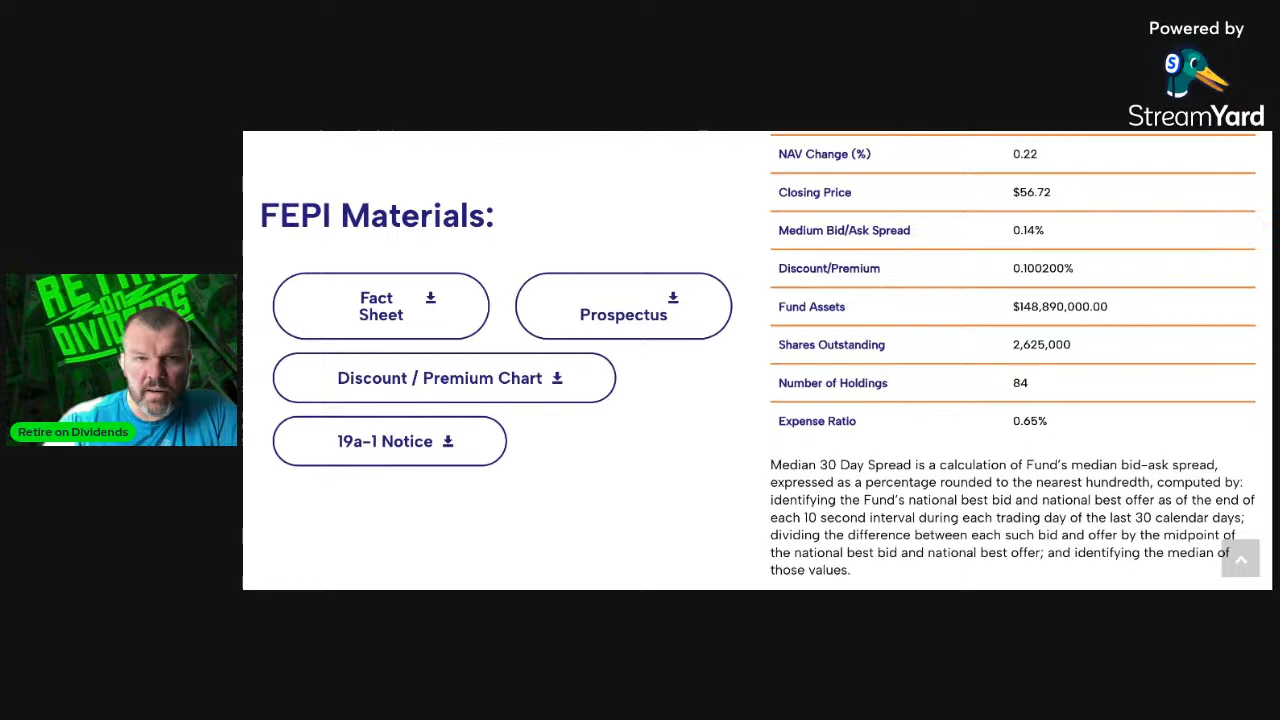 Powered by
S
StreamYard
RETIRE
ON
DIVIDENDS
Retire on Dividends
FEPI Materials:
Fact
Sheet
Prospectus
Discount / Premium Chart
19a-1 Notice
NAV Change (%) 0.22
Closing Price $56.72
Medium Bid/Ask Spread 0.14%
Discount/Premium 0.100200%
Fund Assets $148,890,000.00
Shares Outstanding 2,625,000
Number of Holdings 84
Expense Ratio 0.65%
Median 30 Day Spread is a calculation of Fund's median bid-ask spread,
expressed as a percentage rounded to the nearest hundredth, computed by:
identifying the Fund's national best bid and national best offer as of the end of
each 10 second interval during each trading day of the last 30 calendar days;
dividing the difference between each such bid and offer by the midpoint of
the national best bid and national best offer; and identifying the median of
those values.